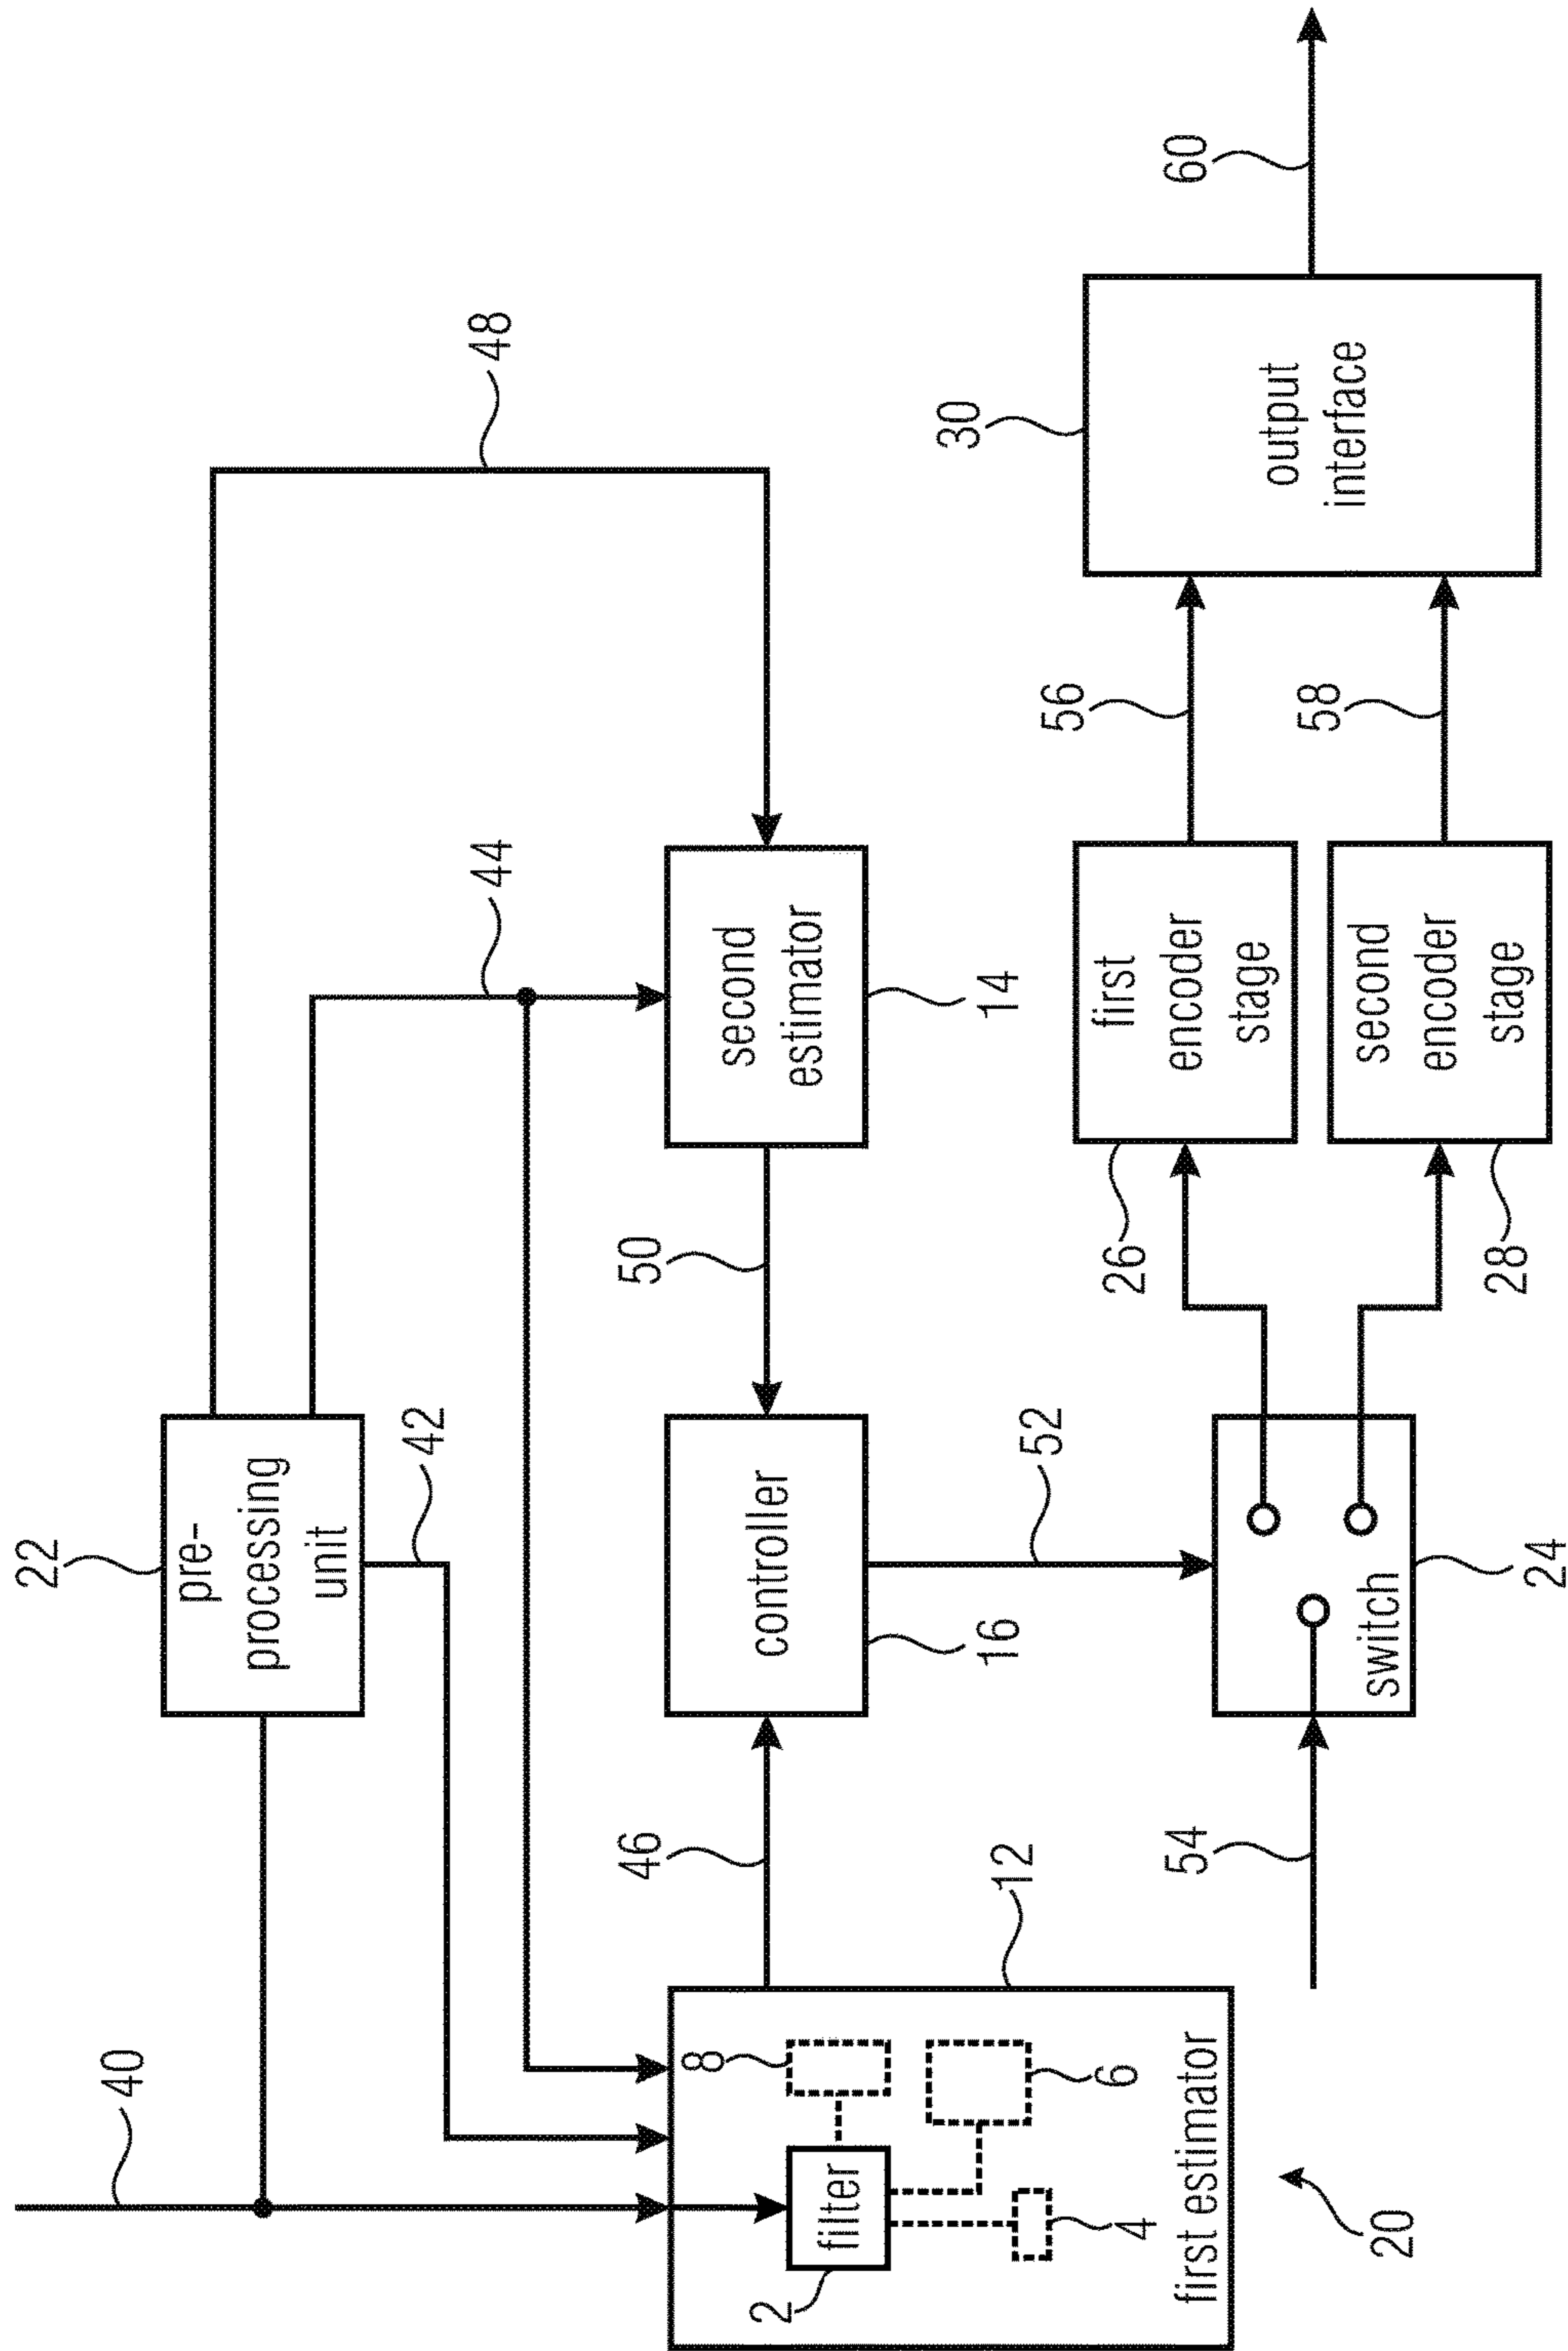 40
22
pre-
processing
unit
42
44
48
2
filter
8
6
4
first estimator
12
46
controller
16
50
second
estimator
14
52
20
54
switch
24
26
first
encoder
stage
28
second
encoder
stage
56
58
30
output
interface
60